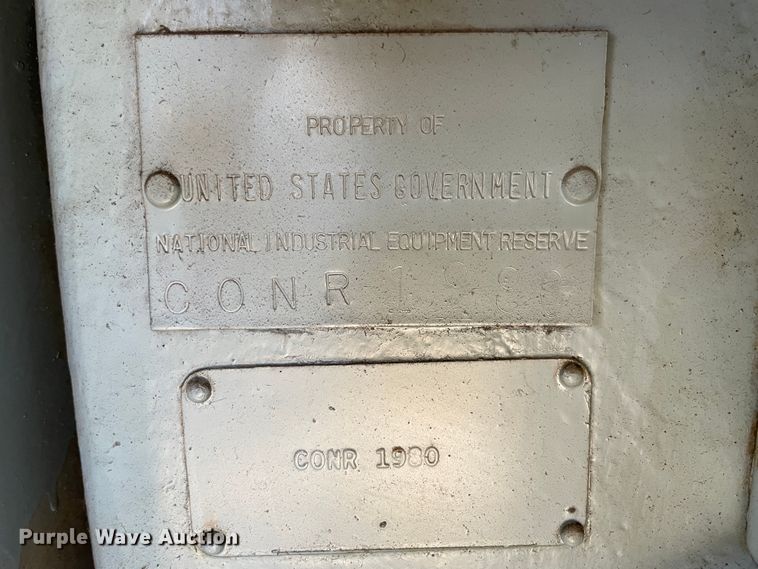 PROPERTY OF
UNITED STATES GOVERNMENT
NATIONAL INDUSTRIAL EQUIPMENT RESERVE
CONR
CONR 1980
Purple Wave Auction